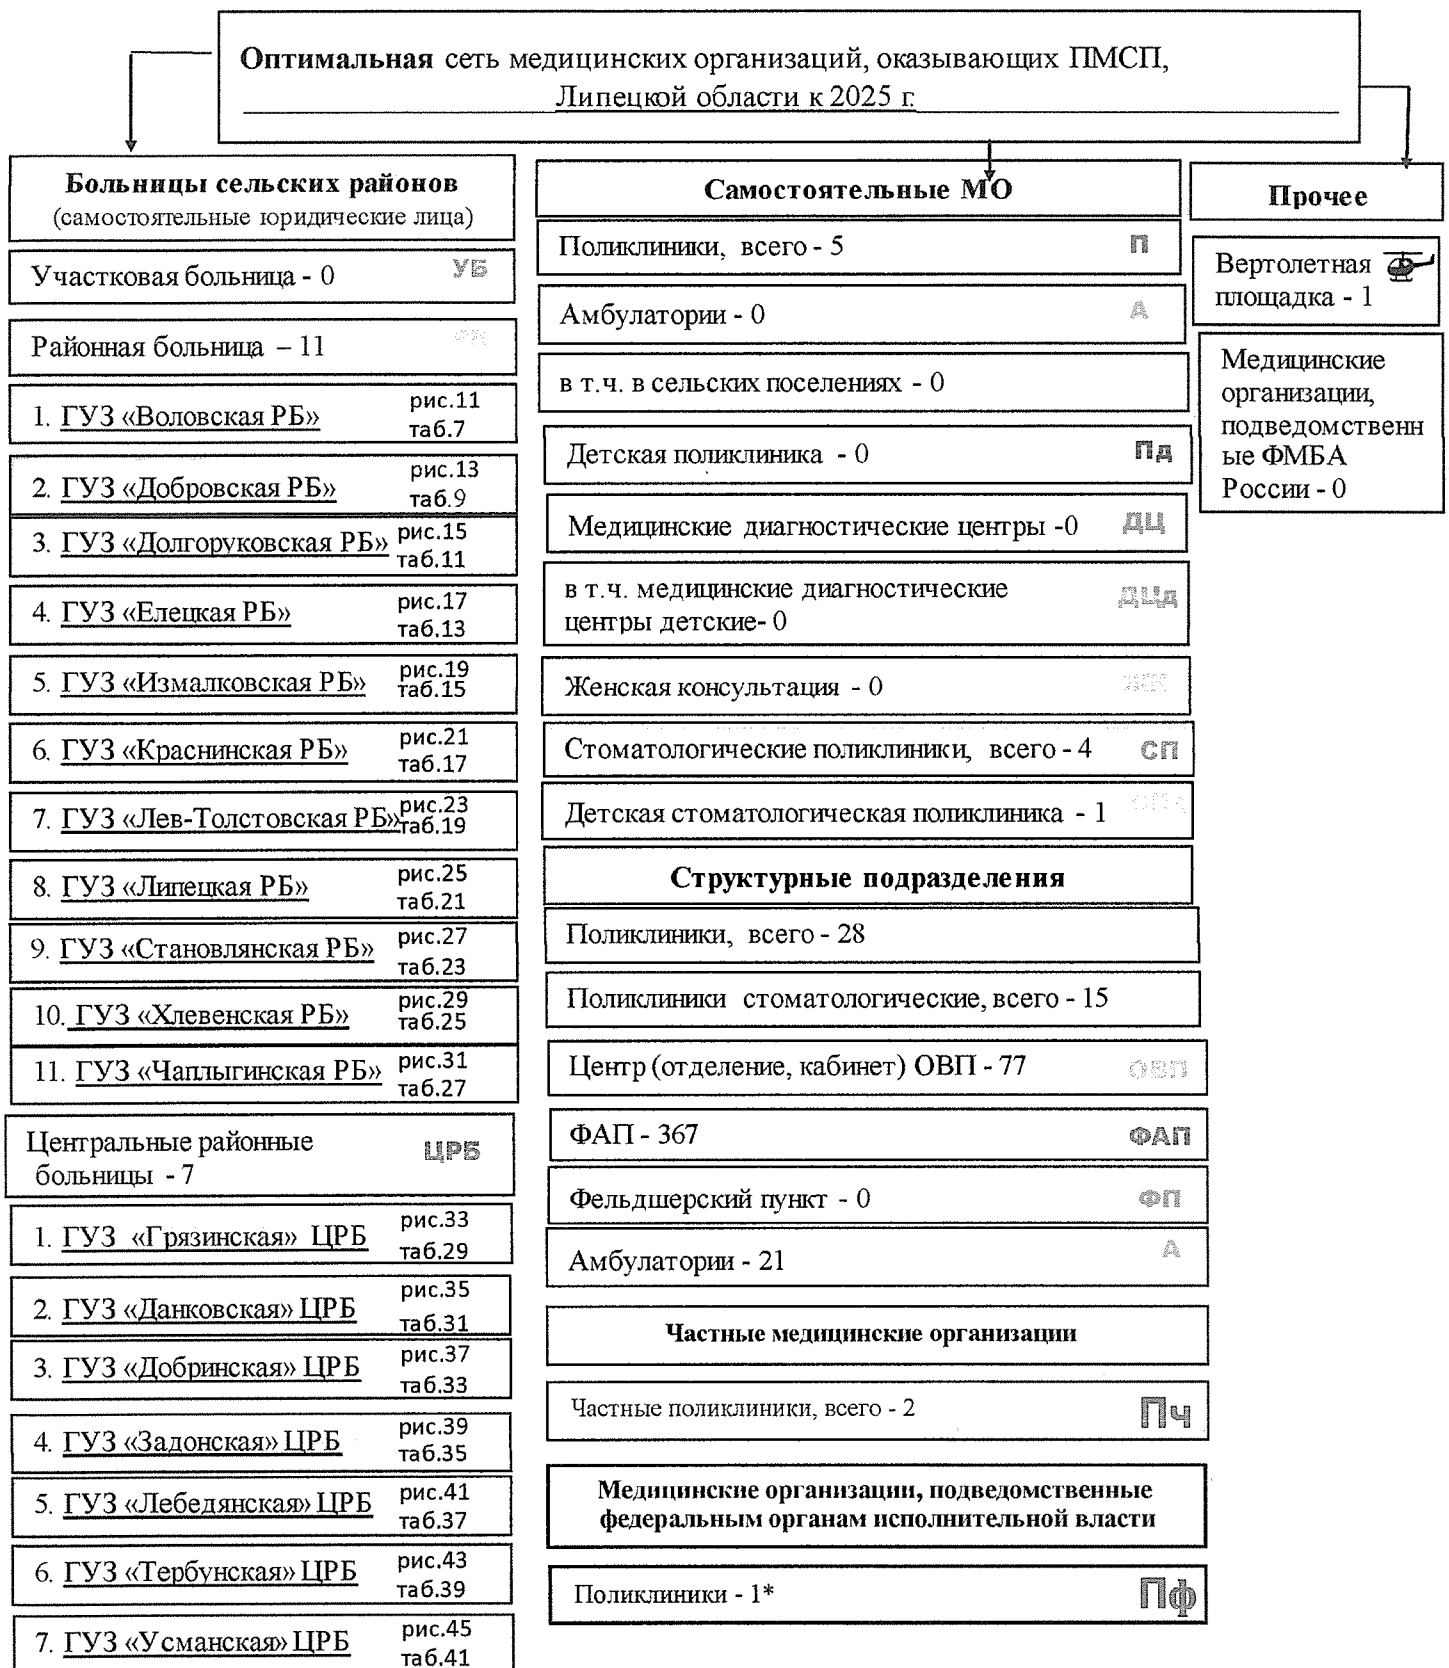 Оптимальная сеть медицинских организаций, оказывающих ПМСП,
Липецкой области к 2025 г.
Больницы сельских районов
(самостоятельные юридические лица)
Участковая больница - 0 УБ
Районная больница – 11
1. ГУЗ «Воловская РБ» рис.11
таб.7
2. ГУЗ «Добровская РБ» рис.13
таб.9
3. ГУЗ «Долгоруковская РБ» рис.15
таб.11
4. ГУЗ «Елецкая РБ» рис.17
таб.13
5. ГУЗ «Измалковская РБ» рис.19
таб.15
6. ГУЗ «Краснинская РБ» рис.21
таб.17
7. ГУЗ «Лев-Толстовская РБ» рис.23
таб.19
8. ГУЗ «Липецкая РБ» рис.25
таб.21
9. ГУЗ «Становлянская РБ» рис.27
таб.23
10. ГУЗ «Хлевенская РБ» рис.29
таб.25
11. ГУЗ «Чаплыгинская РБ» рис.31
таб.27
Центральные районные
больницы - 7 ЦРБ
1. ГУЗ «Грязинская» ЦРБ рис.33
таб.29
2. ГУЗ «Данковская» ЦРБ рис.35
таб.31
3. ГУЗ «Добринская» ЦРБ рис.37
таб.33
4. ГУЗ «Задонская» ЦРБ рис.39
таб.35
5. ГУЗ «Лебедянская» ЦРБ рис.41
таб.37
6. ГУЗ «Тербунская» ЦРБ рис.43
таб.39
7. ГУЗ «Усманская» ЦРБ рис.45
таб.41
Самостоятельные МО
Поликлиники, всего - 5 П
Амбулатории - 0 А
в т.ч. в сельских поселениях - 0
Детская поликлиника - 0 Пд
Медицинские диагностические центры -0 ДЦ
в т.ч. медицинские диагностические
центры детские- 0 ДЦд
Женская консультация - 0 ЖК
Стоматологические поликлиники, всего - 4 СП
Детская стоматологическая поликлиника - 1
Структурные подразделения
Поликлиники, всего - 28
Поликлиники стоматологические, всего - 15
Центр (отделение, кабинет) ОВП - 77 ОВП
ФАП - 367 ФАП
Фельдшерский пункт - 0 ФП
Амбулатории - 21 А
Частные медицинские организации
Частные поликлиники, всего - 2 Пч
Медицинские организации, подведомственные
федеральным органам исполнительной власти
Поликлиники - 1* Пф
Прочее
Вертолетная
площадка - 1
Медицинские
организации,
подведомственн
ые ФМБА
России - 0